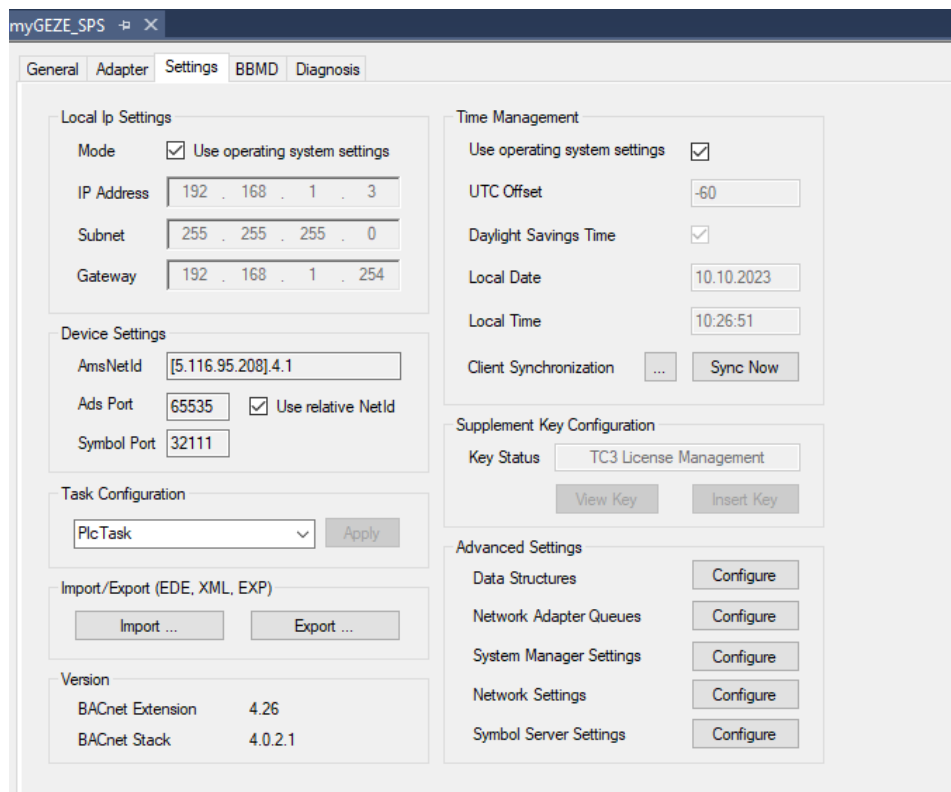 myGEZE_SPS
General Adapter Settings BBMD Diagnosis
Local Ip Settings
Mode Use operating system settings
IP Address 192 . 168 . 1 . 3
Subnet 255 . 255 . 255 . 0
Gateway 192 . 168 . 1 . 254
Device Settings
AmsNetId [5.116.95.208].4.1
Ads Port 65535 Use relative NetId
Symbol Port 32111
Task Configuration
PlcTask Apply
Import/Export (EDE, XML, EXP)
Import ... Export ...
Version
BACnet Extension 4.26
BACnet Stack 4.0.2.1
Time Management
Use operating system settings
UTC Offset -60
Daylight Savings Time
Local Date 10.10.2023
Local Time 10:26:51
Client Synchronization ... Sync Now
Supplement Key Configuration
Key Status TC3 License Management
View Key Insert Key
Advanced Settings
Data Structures Configure
Network Adapter Queues Configure
System Manager Settings Configure
Network Settings Configure
Symbol Server Settings Configure